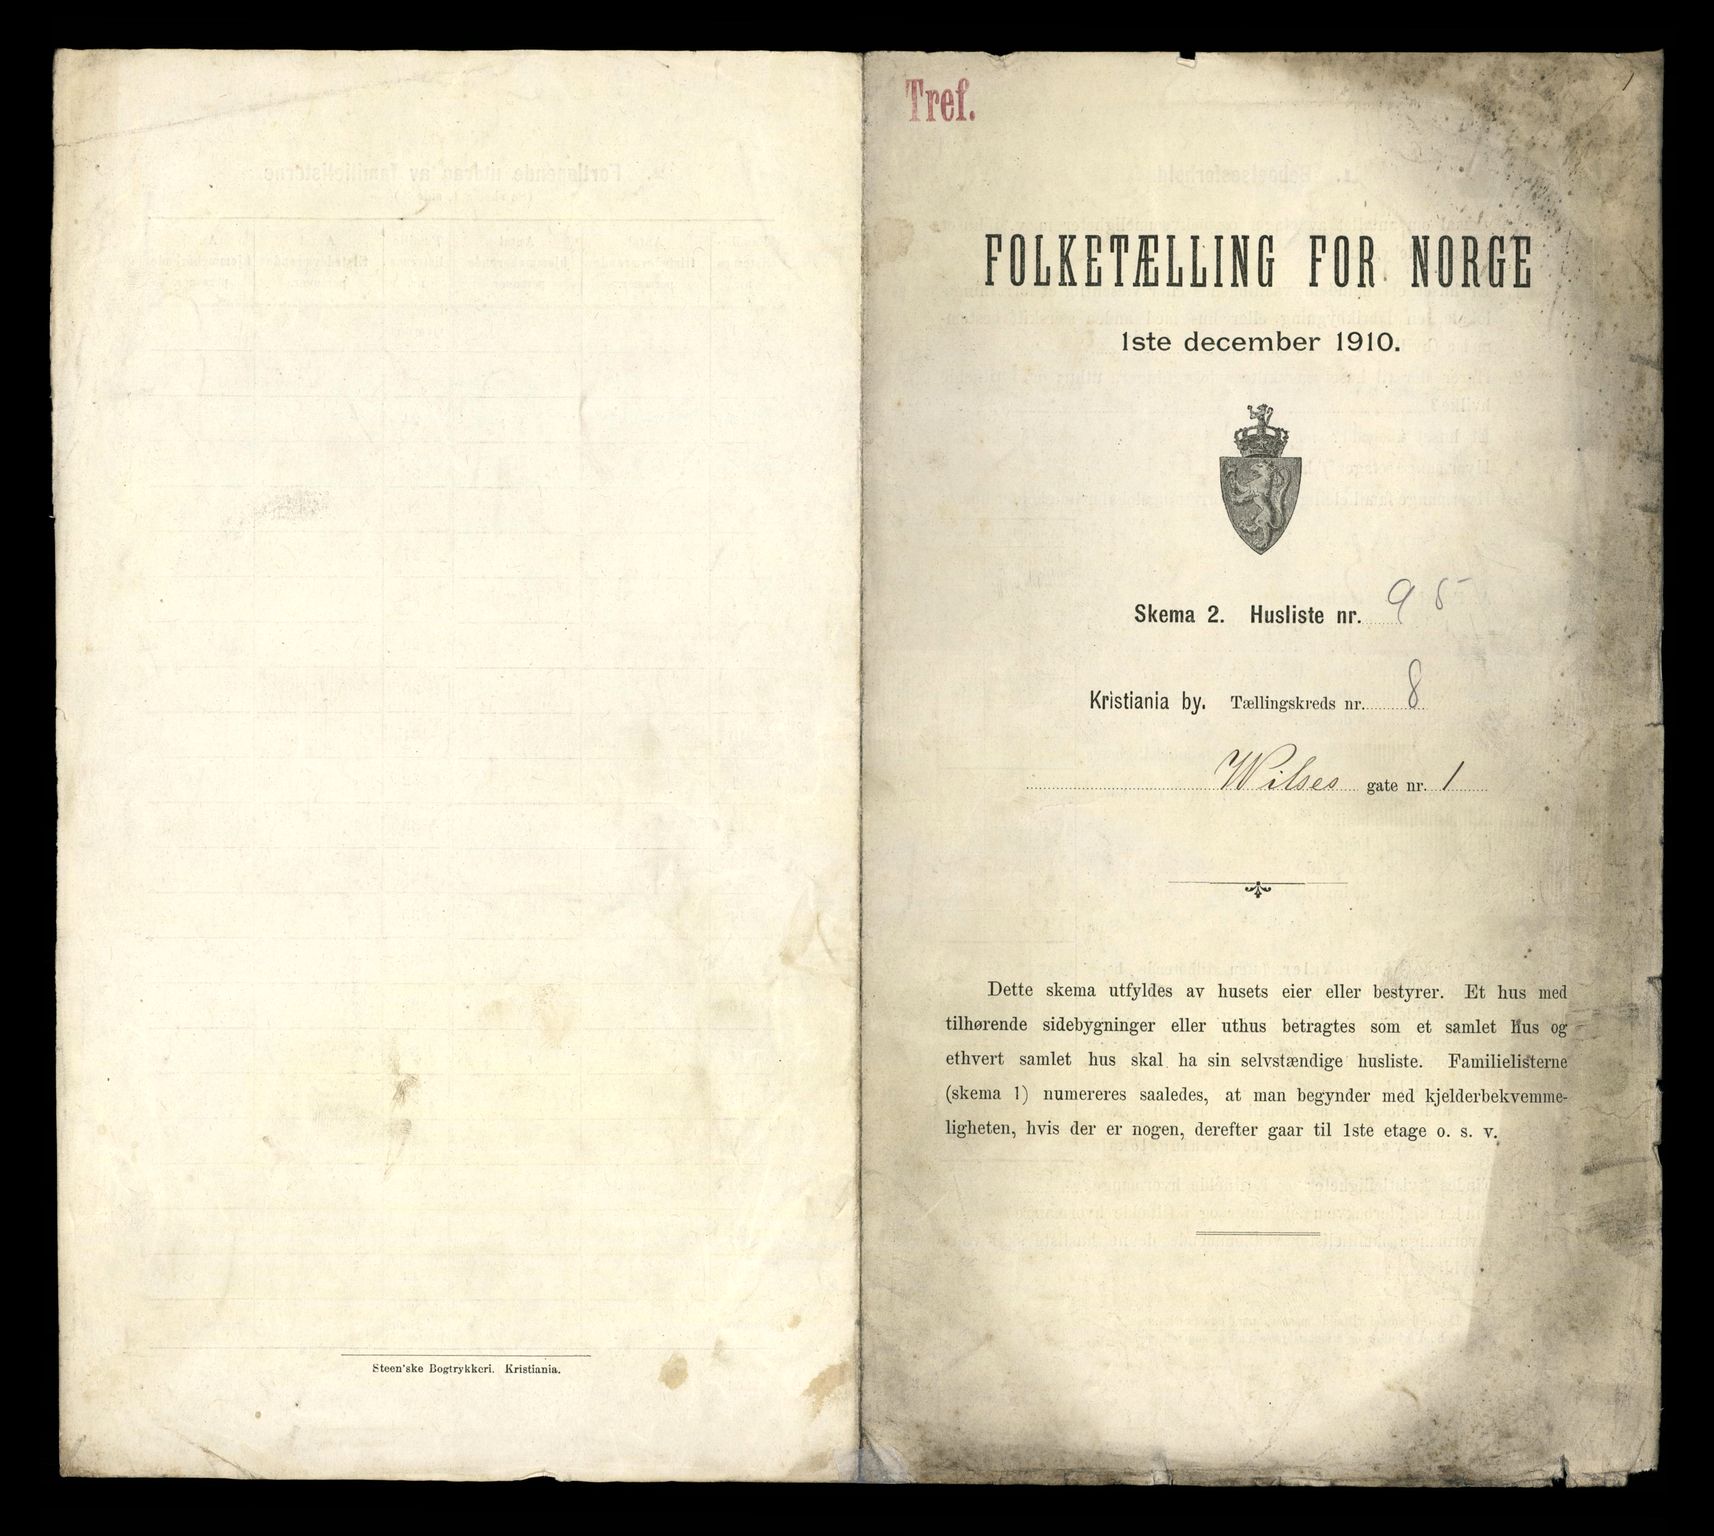 Steen'ske Bogtrykkeri. Kristiania.
Tref.
FOLKETÆLLING FOR NORGE
1ste december 1910.
Skema 2. Husliste nr. 95
Kristiania by. Tællingskreds nr. 8
Wilses gate nr. 1
Dette skema utfyldes av husets eier eller bestyrer. Et hus med
tilhørende sidebygninger eller uthus betragtes som et samlet hus og
ethvert samlet hus skal ha sin selvstændige husliste. Familielisterne
(skema 1) numereres saaledes, at man begynder med kjelderbekvemme-
ligheten, hvis der er nogen, derefter gaar til 1ste etage o. s. v.